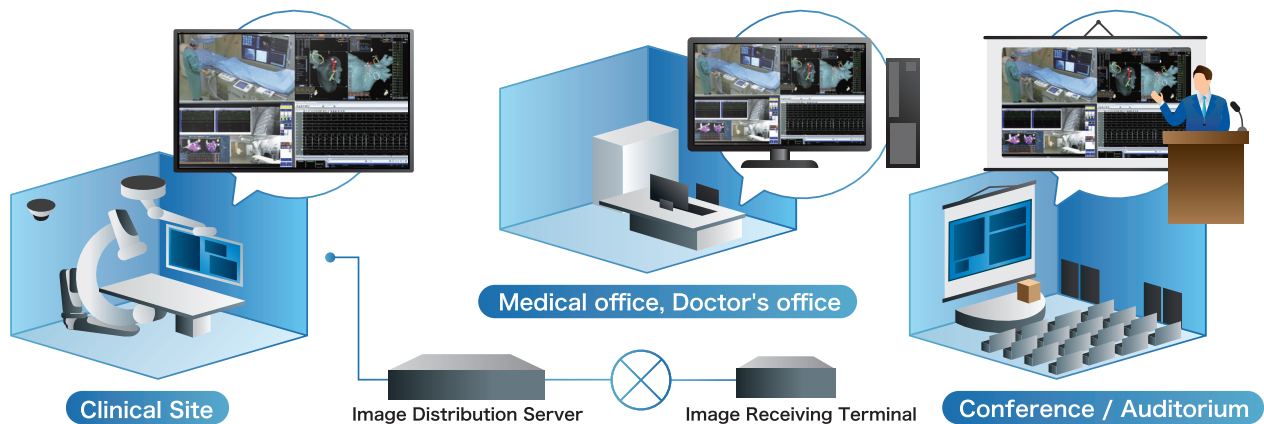 Medical office, Doctor's office
Clinical Site
Image Distribution Server
Image Receiving Terminal
Conference / Auditorium